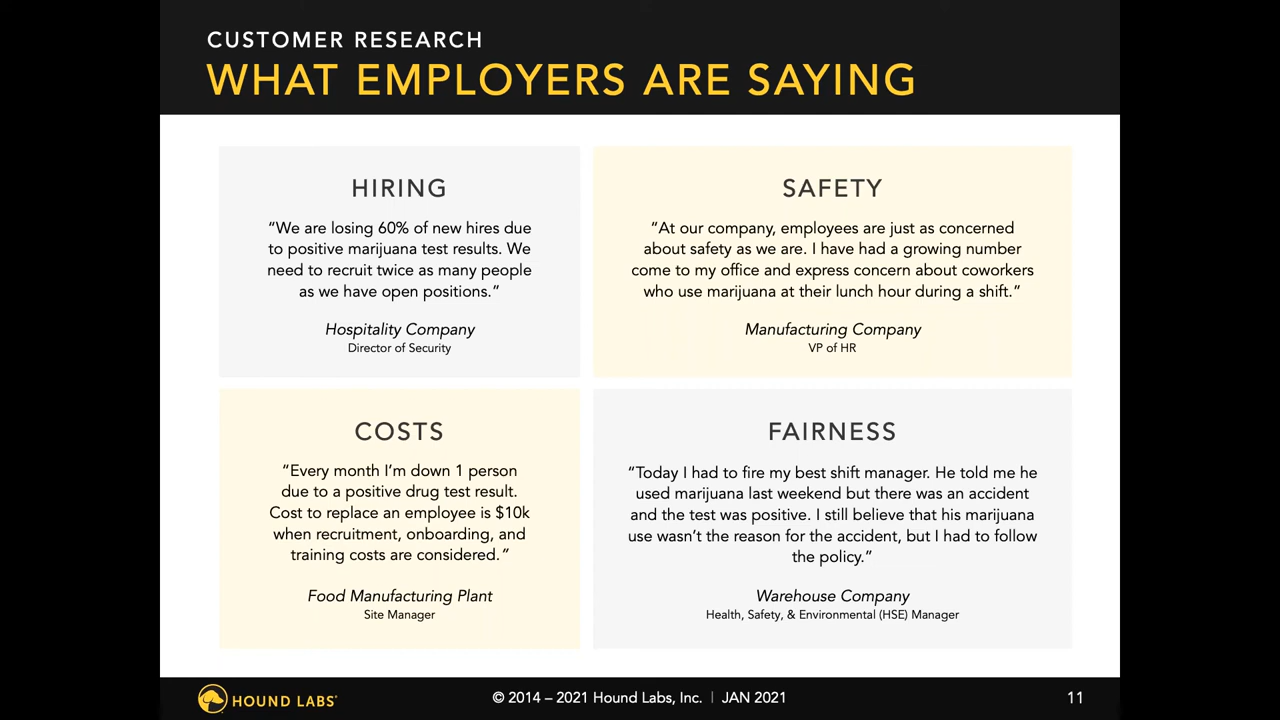 CUSTOMER RESEARCH
WHAT EMPLOYERS ARE SAYING
HIRING
“We are losing 60% of new hires due
to positive marijuana test results. We
need to recruit twice as many people
as we have open positions.”
Hospitality Company
Director of Security
SAFETY
“At our company, employees are just as concerned
about safety as we are. I have had a growing number
come to my office and express concern about coworkers
who use marijuana at their lunch hour during a shift.”
Manufacturing Company
VP of HR
COSTS
“Every month I’m down 1 person
due to a positive drug test result.
Cost to replace an employee is $10k
when recruitment, onboarding, and
training costs are considered.”
Food Manufacturing Plant
Site Manager
FAIRNESS
“Today I had to fire my best shift manager. He told me he
used marijuana last weekend but there was an accident
and the test was positive. I still believe that his marijuana
use wasn’t the reason for the accident, but I had to follow
the policy.”
Warehouse Company
Health, Safety, & Environmental (HSE) Manager
HOUND LABS®
© 2014 – 2021 Hound Labs, Inc. | JAN 2021
11